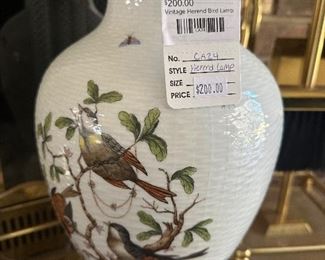 $200.00
Vintage Herend Bird Lamp
No. CA24
STYLE Herend Lamp
SIZE
PRICE $200.00